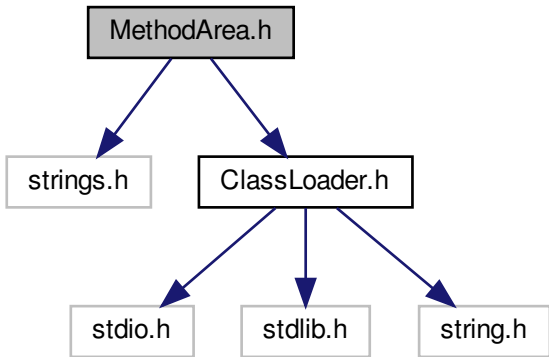 MethodArea.h
strings.h
ClassLoader.h
stdio.h
stdlib.h
string.h